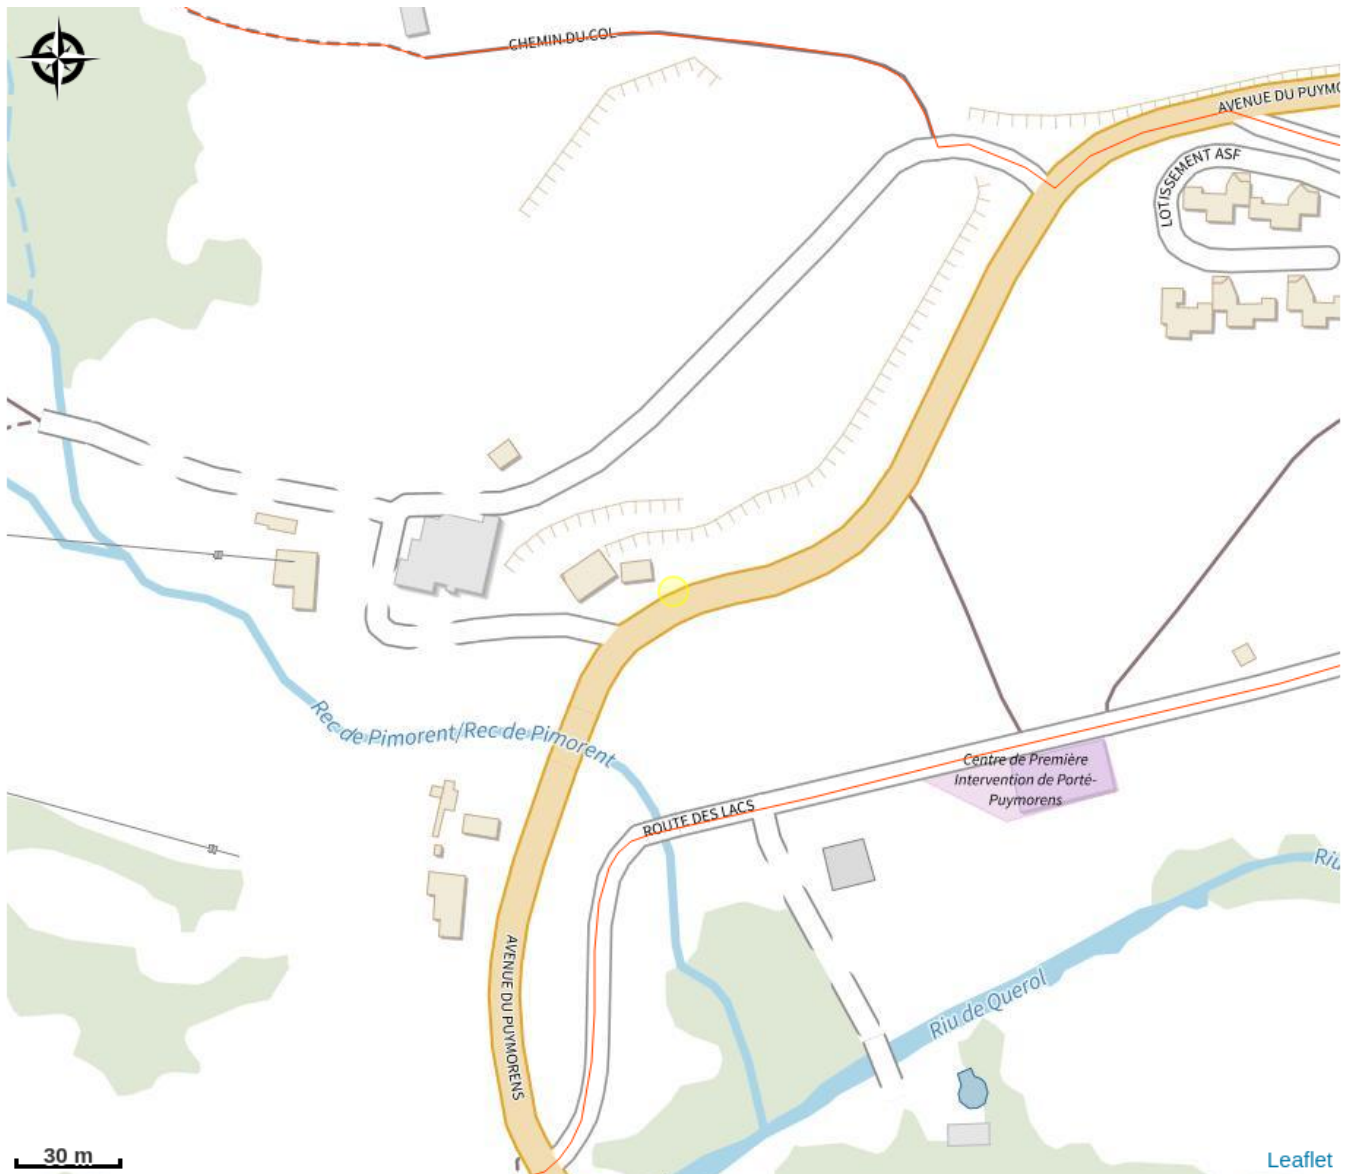 CHEMIN DU COL
AVENUE DU PUYMO
LOTISSEMENT ASF
Rec de Pimorent/Rec de Pimorent
Centre de Première
Intervention de Porté-
Puymorens
ROUTE DES LACS
Riu
AVENUE DU PUYMORENS
Riu de Querol
30 m
Leaflet